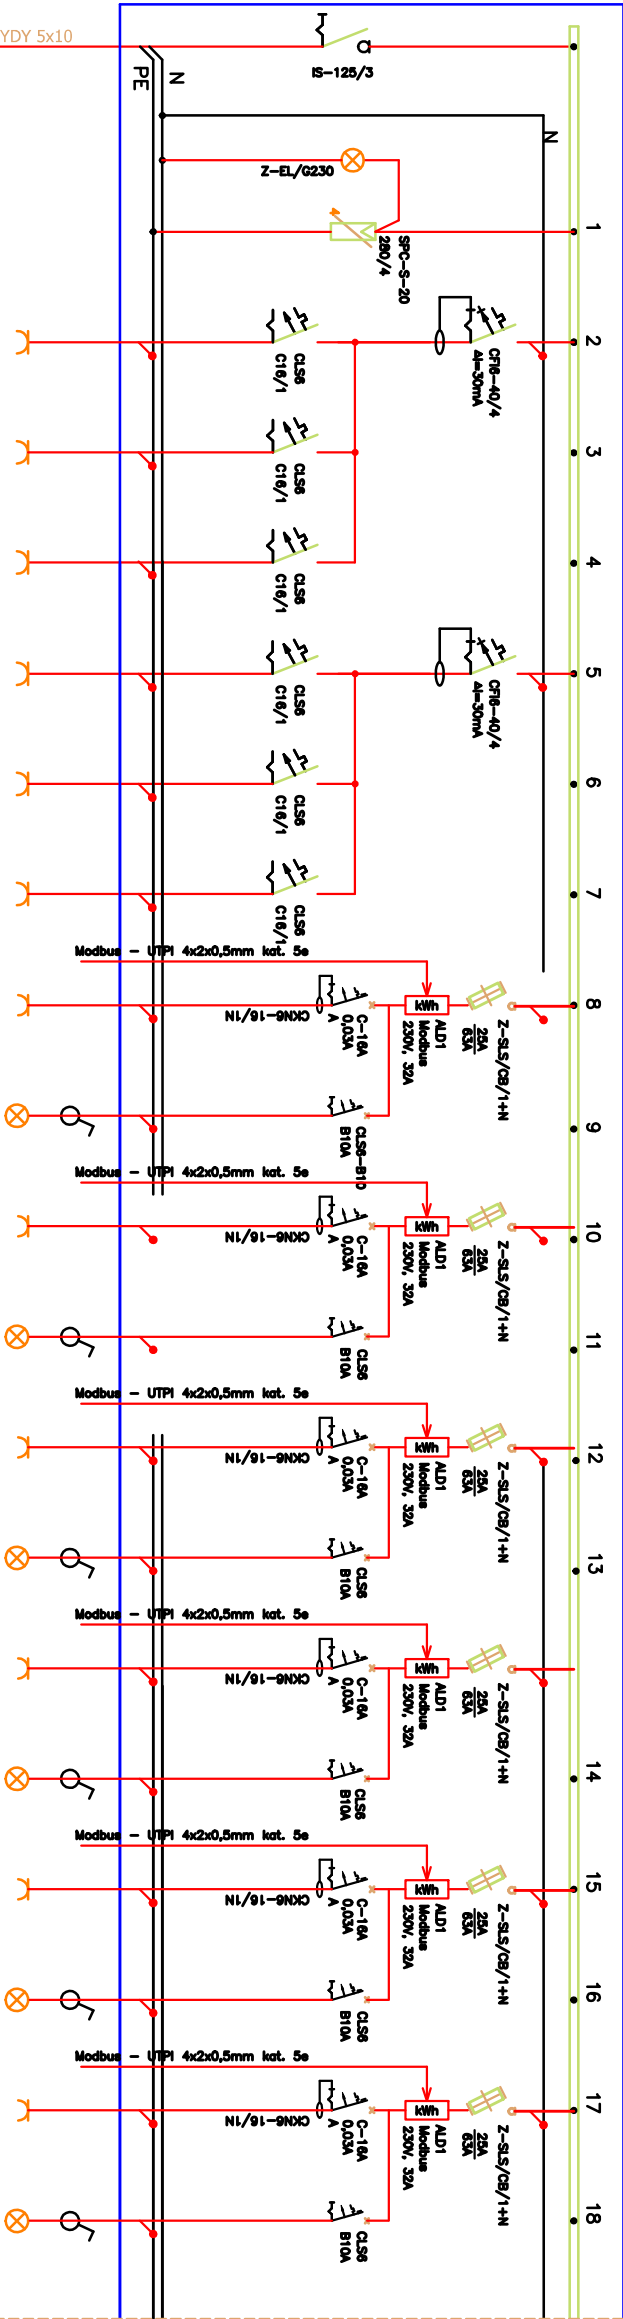 YDY 5x10
IS-125/3
N
PE
N
Z-EL/G230
1
SPC-S-20
280/4
2
CFI6-40/4
ΔI=30mA
CLS6
C16/1
3
CLS6
C16/1
4
CLS6
C16/1
5
CFI6-40/4
ΔI=30mA
CLS6
C16/1
6
CLS6
C16/1
7
CLS6
C16/1
Modbus - UTPI 4x2x0,5mm kat. 5e
8
Z-SLS/CB/1+N
25A
63A
kWh
ALD1
Modbus
230V, 32A
C-16A
0,03A
A
CKN6-16/1N
9
CLS6-B10
B10A
Modbus - UTPI 4x2x0,5mm kat. 5e
10
Z-SLS/CB/1+N
25A
63A
kWh
ALD1
Modbus
230V, 32A
C-16A
0,03A
A
CKN6-16/1N
11
CLS6
B10A
Modbus - UTPI 4x2x0,5mm kat. 5e
12
Z-SLS/CB/1+N
25A
63A
kWh
ALD1
Modbus
230V, 32A
C-16A
0,03A
A
CKN6-16/1N
13
CLS6
B10A
Modbus - UTPI 4x2x0,5mm kat. 5e
Z-SLS/CB/1+N
25A
63A
kWh
ALD1
Modbus
230V, 32A
C-16A
0,03A
A
CKN6-16/1N
14
CLS6
B10A
Modbus - UTPI 4x2x0,5mm kat. 5e
15
Z-SLS/CB/1+N
25A
63A
kWh
ALD1
Modbus
230V, 32A
C-16A
0,03A
A
CKN6-16/1N
16
CLS6
B10A
Modbus - UTPI 4x2x0,5mm kat. 5e
17
Z-SLS/CB/1+N
25A
63A
kWh
ALD1
Modbus
230V, 32A
C-16A
0,03A
A
CKN6-16/1N
18
CLS6
B10A